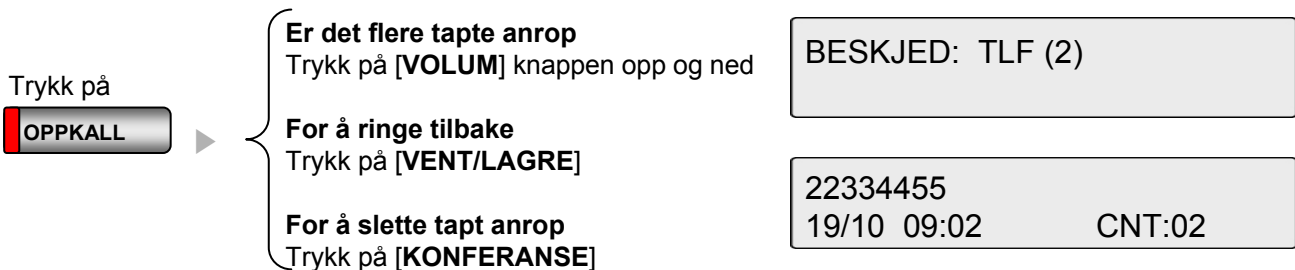 Trykk på
OPPKALL
Er det flere tapte anrop
Trykk på [VOLUM] knappen opp og ned
For å ringe tilbake
Trykk på [VENT/LAGRE]
For å slette tapt anrop
Trykk på [KONFERANSE]
BESKJED: TLF (2)
22334455
19/10 09:02 CNT:02